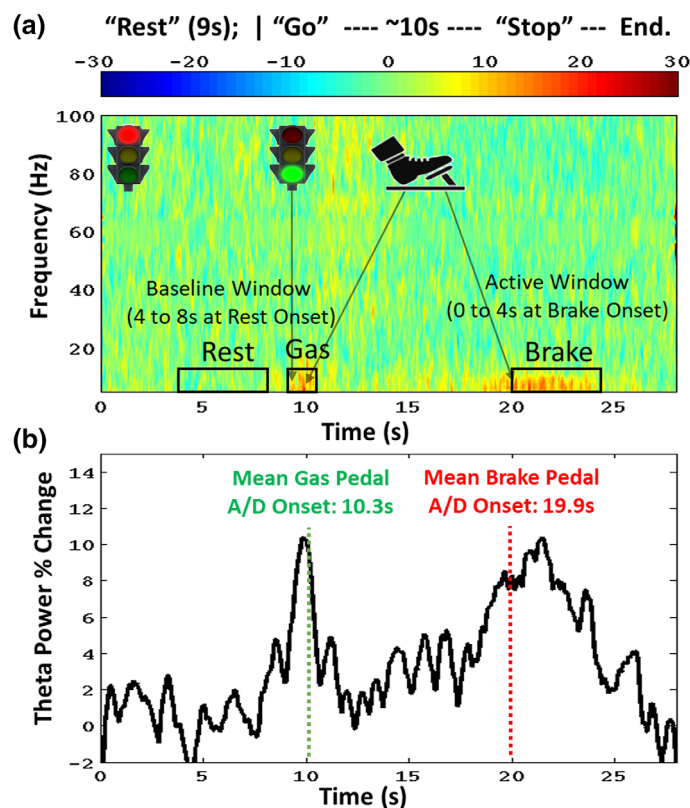 (a) “Rest” (9s); | “Go” ---- ~10s ---- “Stop” --- End.
−30 −20 −10 0 10 20 30
Frequency (Hz)
100
80
60
40
20
Baseline Window
(4 to 8s at Rest Onset)
Active Window
(0 to 4s at Brake Onset)
Rest Gas Brake
0 5 10 15 20 25
Time (s)
(b)
Theta Power % Change
14
12
10
8
6
4
2
0
−2
Mean Gas Pedal
A/D Onset: 10.3s
Mean Brake Pedal
A/D Onset: 19.9s
0 5 10 15 20 25
Time (s)